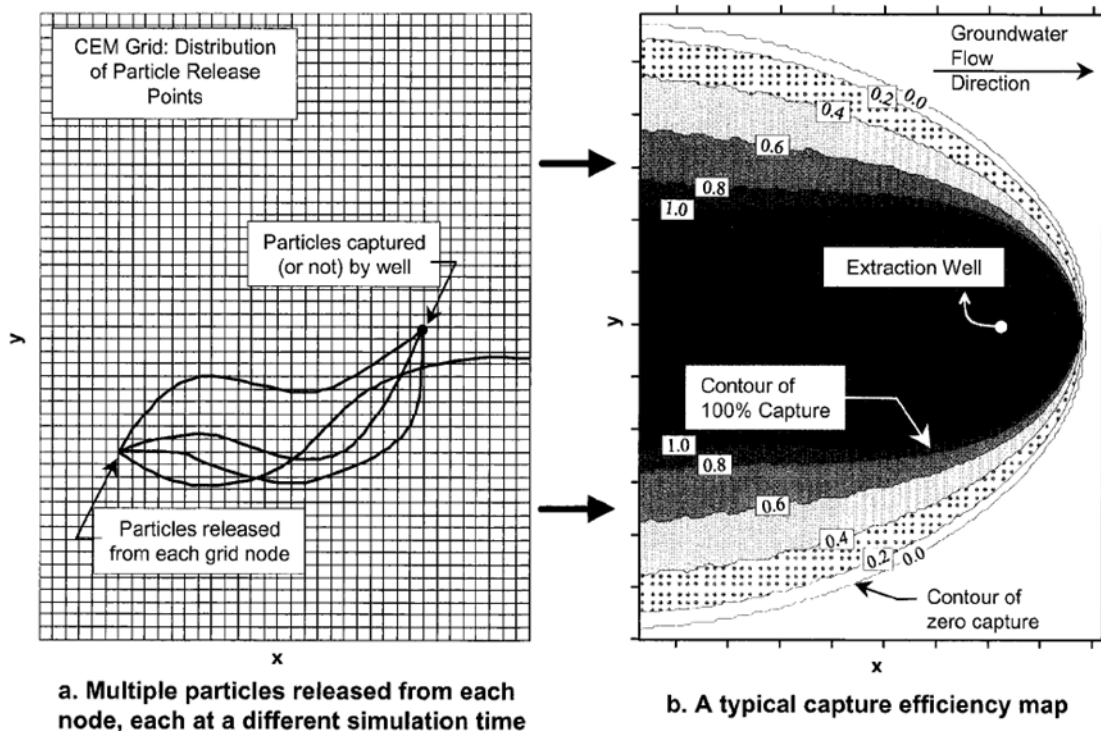 CEM Grid: Distribution
of Particle Release
Points
Particles captured
(or not) by well
Particles released
from each grid node
y
x
a. Multiple particles released from each
node, each at a different simulation time
Groundwater
Flow
Direction
0.0
0.2
0.4
0.6
0.8
1.0
Extraction Well
Contour of
100% Capture
1.0
0.8
0.6
0.4
0.2
0.0
Contour of
zero capture
y
x
b. A typical capture efficiency map